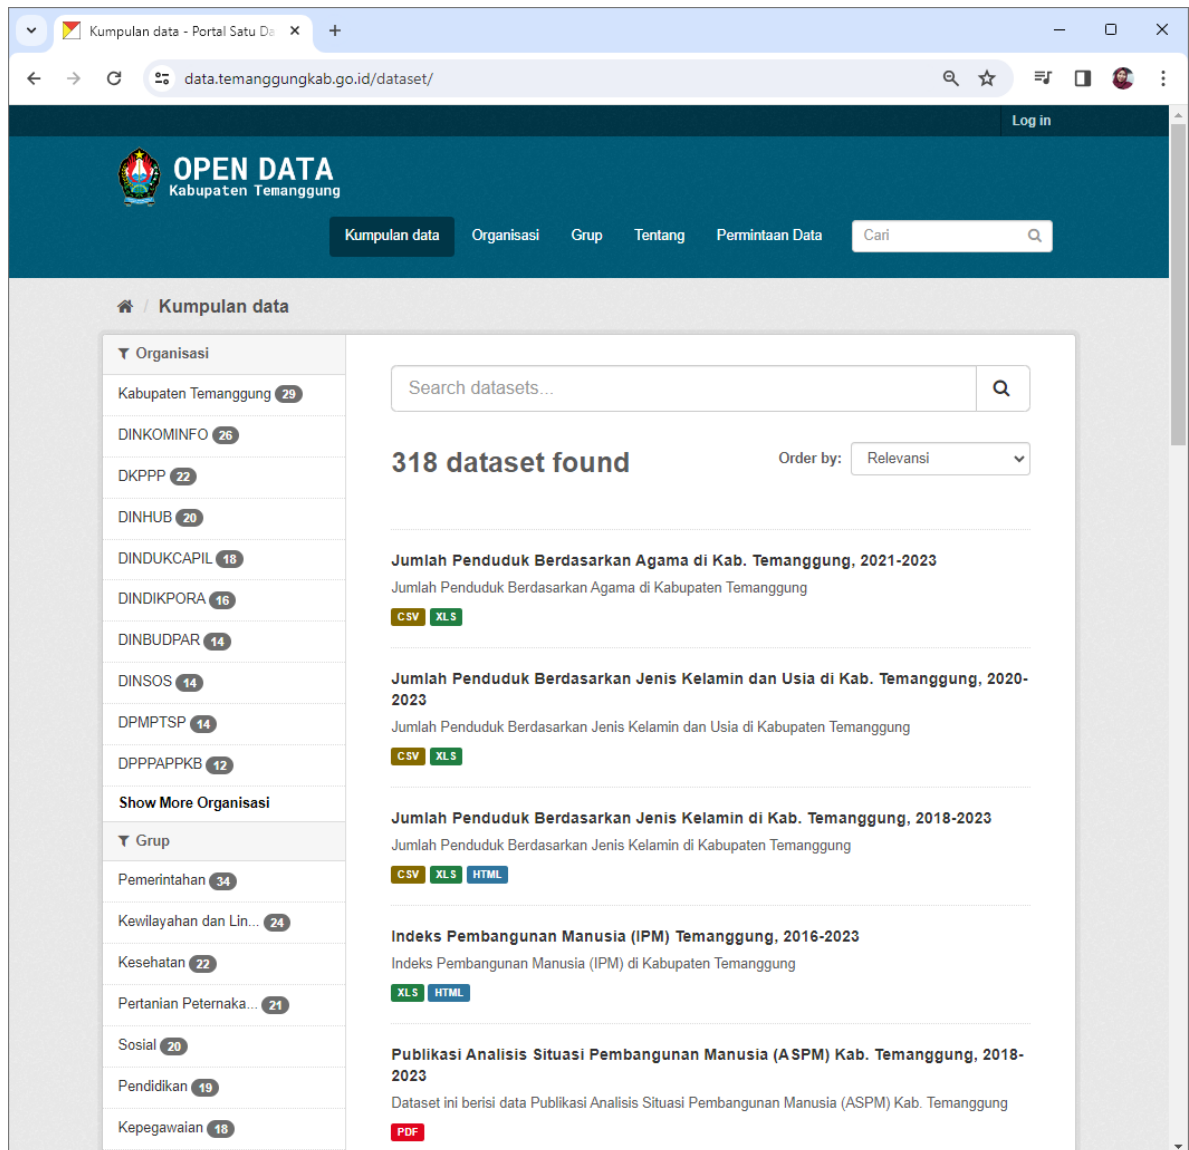 Kumpulan data - Portal Satu Da
data.temanggungkab.go.id/dataset/
Log in
OPEN DATA
Kabupaten Temanggung
Kumpulan data
Organisasi
Grup
Tentang
Permintaan Data
Cari
Kumpulan data
Organisasi
Kabupaten Temanggung 29
DINKOMINFO 26
DKPPP 22
DINHUB 20
DINDUKCAPIL 18
DINDIKPORA 16
DINBUDPAR 14
DINSOS 14
DPMPTSP 14
DPPPAPPKB 12
Show More Organisasi
Grup
Pemerintahan 34
Kewilayahan dan Lin... 24
Kesehatan 22
Pertanian Peternaka... 21
Sosial 20
Pendidikan 19
Kepegawaian 18
Search datasets...
318 dataset found
Order by: Relevansi
Jumlah Penduduk Berdasarkan Agama di Kab. Temanggung, 2021-2023
Jumlah Penduduk Berdasarkan Agama di Kabupaten Temanggung
CSV XLS
Jumlah Penduduk Berdasarkan Jenis Kelamin dan Usia di Kab. Temanggung, 2020-
2023
Jumlah Penduduk Berdasarkan Jenis Kelamin dan Usia di Kabupaten Temanggung
CSV XLS
Jumlah Penduduk Berdasarkan Jenis Kelamin di Kab. Temanggung, 2018-2023
Jumlah Penduduk Berdasarkan Jenis Kelamin di Kabupaten Temanggung
CSV XLS HTML
Indeks Pembangunan Manusia (IPM) Temanggung, 2016-2023
Indeks Pembangunan Manusia (IPM) di Kabupaten Temanggung
XLS HTML
Publikasi Analisis Situasi Pembangunan Manusia (ASPM) Kab. Temanggung, 2018-
2023
Dataset ini berisi data Publikasi Analisis Situasi Pembangunan Manusia (ASPM) Kab. Temanggung
PDF